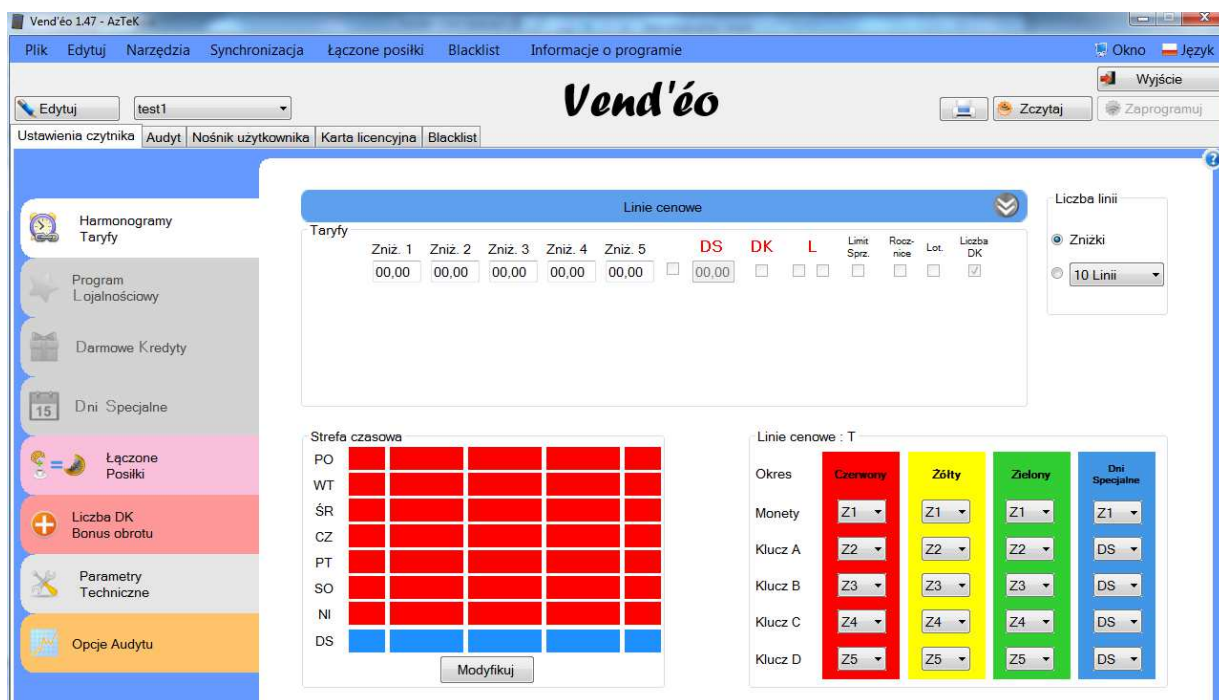 Vend'éo 1.47 - AzTeK
Plik Edytuj Narzędzia Synchronizacja Łączone posiłki Blacklist Informacje o programie Okno Język
Wyjście
Edytuj test1 Vend'éo Zczytaj Zaprogramuj
Ustawienia czytnika Audyt Nośnik użytkownika Karta licencyjna Blacklist
Harmonogramy
Taryfy
Program
Lojalnościowy
Darmowe Kredyty
15 Dni Specjalne
Łączone
Posiłki
Liczba DK
Bonus obrotu
Parametry
Techniczne
Opcje Audytu
Linie cenowe
Taryfy
Zniż. 1 Zniż. 2 Zniż. 3 Zniż. 4 Zniż. 5 DS DK L Limit Sprz. Rocz-nice Lot. Liczba DK
00,00 00,00 00,00 00,00 00,00 00,00
Liczba linii
Zniżki
10 Linii
Strefa czasowa
PO
WT
ŚR
CZ
PT
SO
NI
DS
Modyfikuj
Linie cenowe : T
Okres Czerwony Żółty Zielony Dni Specjalne
Monety Z1 Z1 Z1 Z1
Klucz A Z2 Z2 Z2 DS
Klucz B Z3 Z3 Z3 DS
Klucz C Z4 Z4 Z4 DS
Klucz D Z5 Z5 Z5 DS